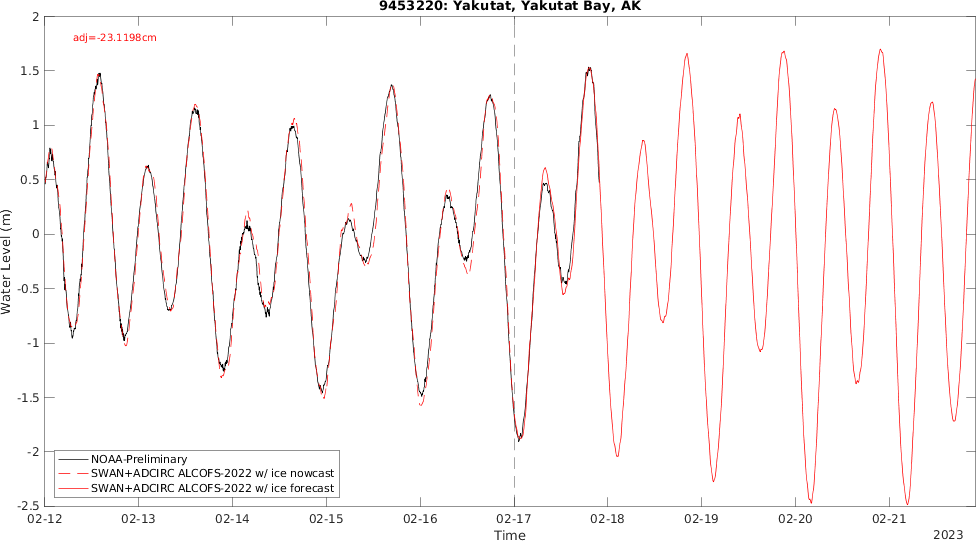 9453220: Yakutat, Yakutat Bay, AK
adj=-23.1198cm
2
1.5
1
0.5
0
-0.5
-1
-1.5
-2
-2.5
Water Level (m)
NOAA-Preliminary
SWAN+ADCIRC ALCOFS-2022 w/ ice nowcast
SWAN+ADCIRC ALCOFS-2022 w/ ice forecast
02-12 02-13 02-14 02-15 02-16 02-17 02-18 02-19 02-20 02-21
Time
2023